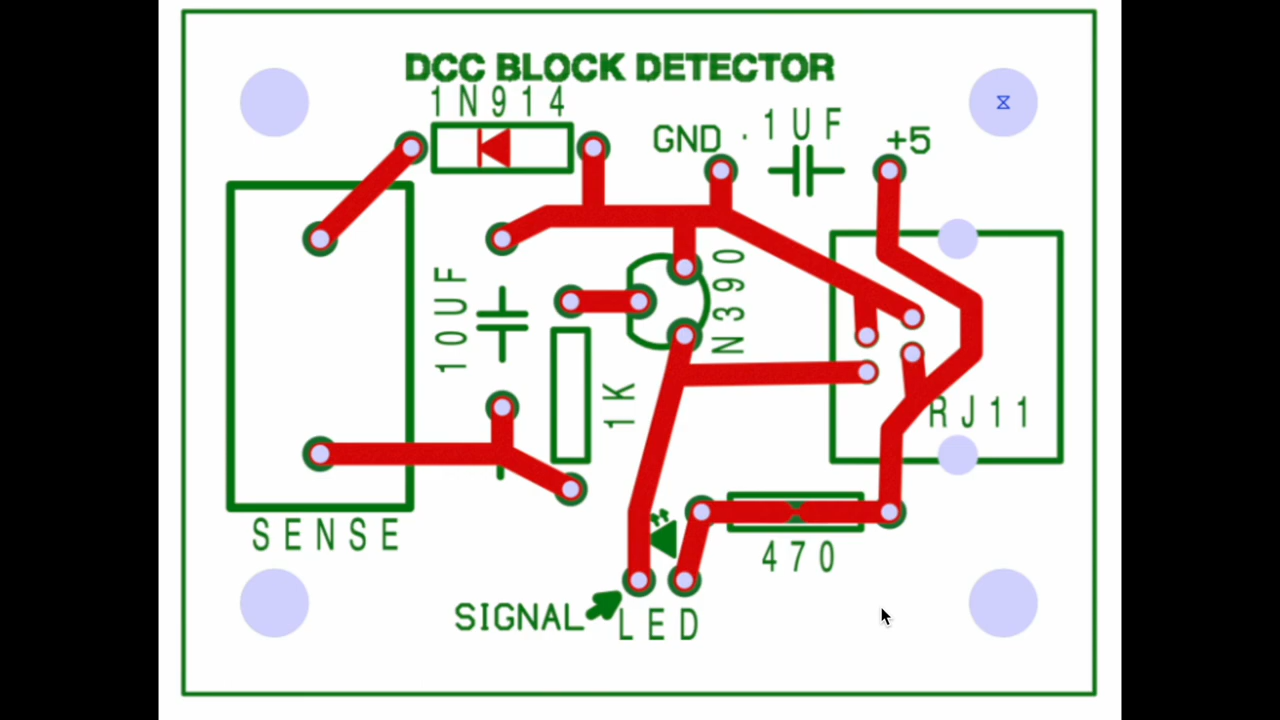 DCC BLOCK DETECTOR
1N914
GND
.1UF
+5
10UF
N390
1K
RJ11
SENSE
470
SIGNAL
LED